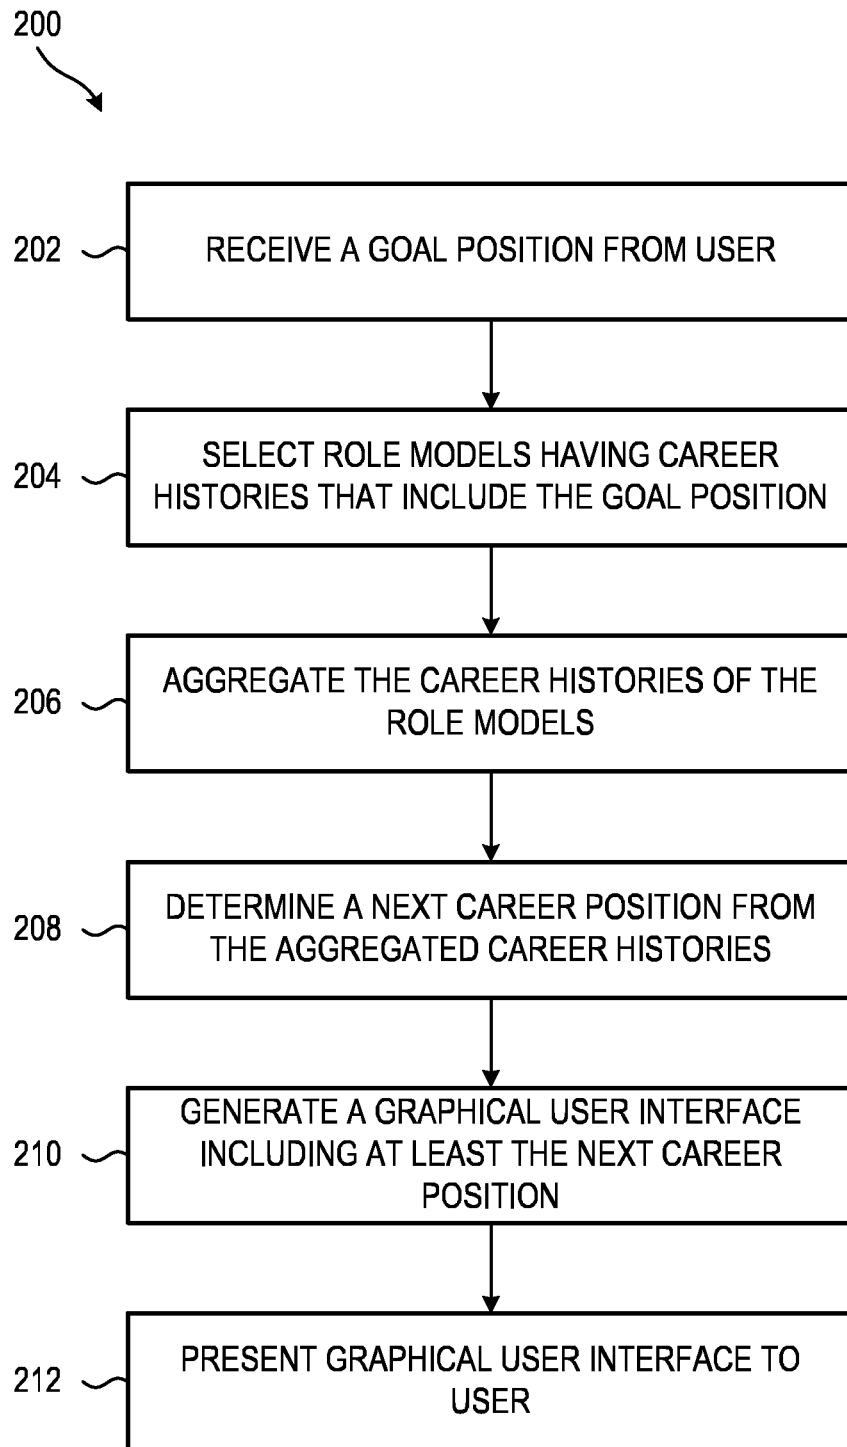 200
202
RECEIVE A GOAL POSITION FROM USER
204
SELECT ROLE MODELS HAVING CAREER
HISTORIES THAT INCLUDE THE GOAL POSITION
206
AGGREGATE THE CAREER HISTORIES OF THE
ROLE MODELS
208
DETERMINE A NEXT CAREER POSITION FROM
THE AGGREGATED CAREER HISTORIES
210
GENERATE A GRAPHICAL USER INTERFACE
INCLUDING AT LEAST THE NEXT CAREER
POSITION
212
PRESENT GRAPHICAL USER INTERFACE TO
USER